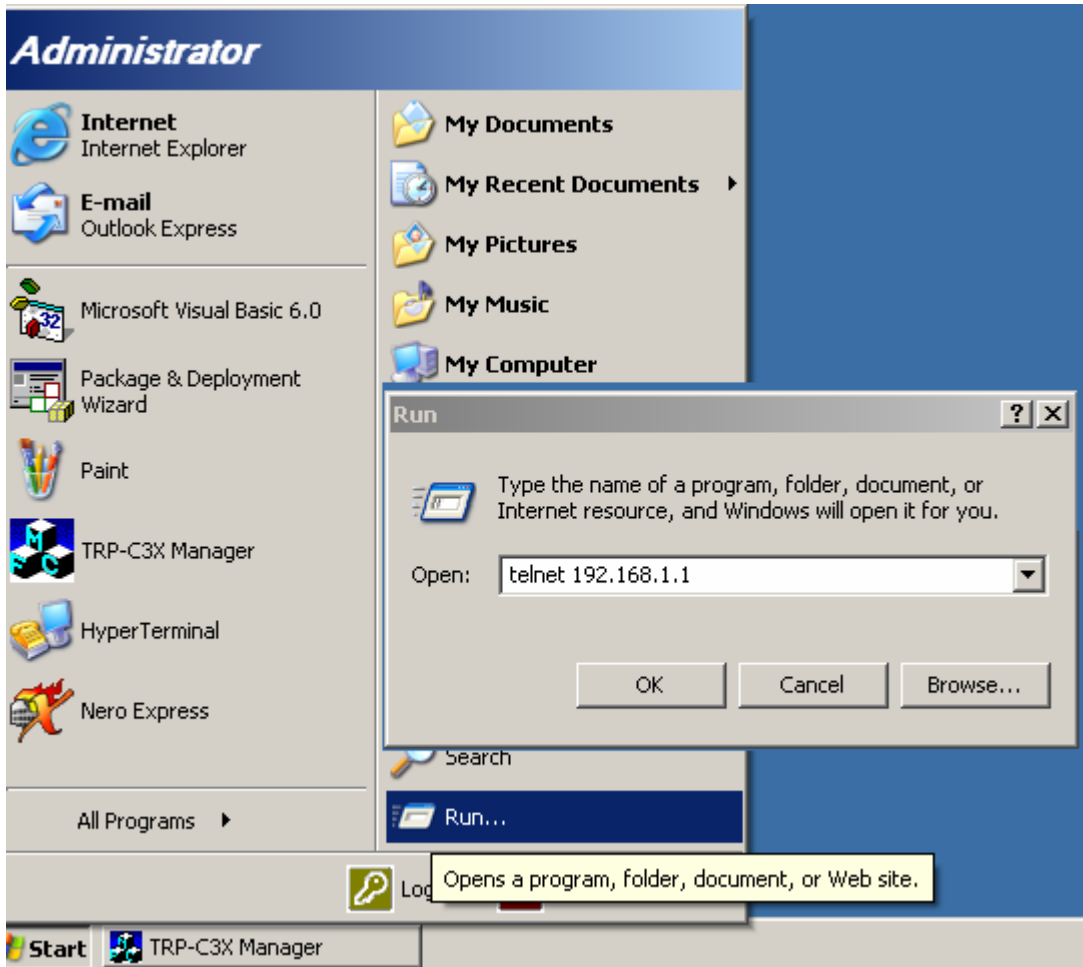 Administrator
Internet
Internet Explorer
E-mail
Outlook Express
Microsoft Visual Basic 6.0
32
Package & Deployment
Wizard
Paint
M
F
C
TRP-C3X Manager
HyperTerminal
Nero Express
All Programs
My Documents
My Recent Documents
My Pictures
My Music
My Computer
Run
Type the name of a program, folder, document, or
Internet resource, and Windows will open it for you.
Open: telnet 192.168.1.1
OK Cancel Browse...
Search
Run...
Opens a program, folder, document, or Web site.
Start
TRP-C3X Manager